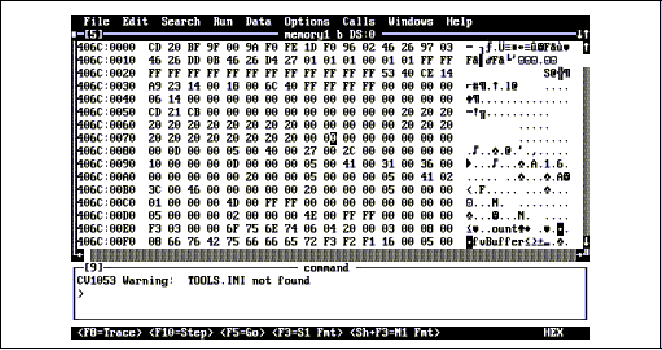 File Edit Search Run Data Options Calls Windows Help
[5] memory1 b DS:0
406C:0000 CD 20 BF 9F 00 9A F0 FE 1D F0 96 02 46 26 97 03
406C:0010 46 26 DD 0B 46 26 D4 27 01 01 01 00 01 01 FF FF
406C:0020 FF FF FF FF FF FF FF FF FF FF FF FF 53 40 CE 14
406C:0030 A9 23 14 00 18 00 6C 40 FF FF FF FF 00 00 00 00
406C:0040 06 14 00 00 00 00 00 00 00 00 00 00 00 00 00 00
406C:0050 CD 21 CB 00 00 00 00 00 00 00 00 00 00 20 20 20
406C:0060 20 20 20 20 20 20 20 20 00 00 00 00 00 20 20 20
406C:0070 20 20 20 20 20 20 20 20 00 00 00 00 00 00 00 00
406C:0080 00 0D 00 00 05 00 40 00 27 00 2C 00 00 00 00 00
406C:0090 10 00 00 00 0D 00 00 00 05 00 41 00 31 00 36 00
406C:00A0 00 00 00 00 00 05 00 00 00 05 00 00 00 05 41 02
406C:00B0 3C 00 46 00 00 00 00 00 20 00 00 05 00 05 00 00
406C:00C0 01 00 00 00 4D 00 FF FF 00 00 00 00 00 00 00 00
406C:00D0 05 00 00 00 02 00 00 00 4E 00 FF FF 00 00 00 00
406C:00E0 F3 03 00 00 6F 75 6E 74 06 04 20 00 03 00 08 00
406C:00F0 0B 66 76 42 75 66 66 65 72 F3 F2 F1 16 00 05 00
[9] command
CV1053 Warning: TOOLS.INI not found
>
<F8=Trace> <F10=Step> <F5=Go> <F3=S1 Fmt> <Sh+F3=M1 Fmt> HEX